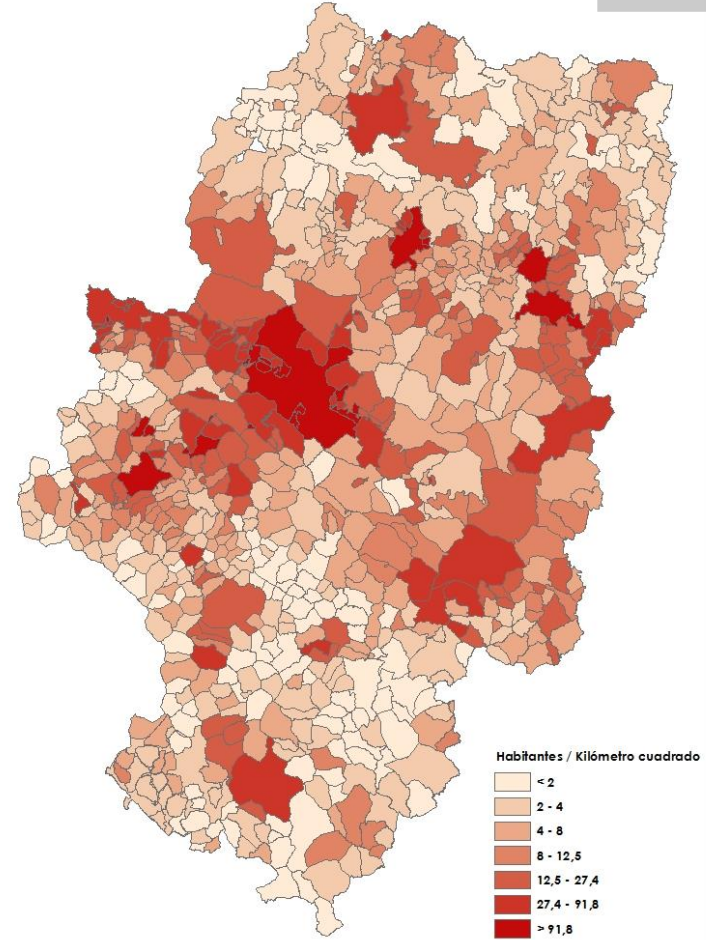 Habitantes / Kilómetro cuadrado
< 2
2 - 4
4 - 8
8 - 12,5
12,5 - 27,4
27,4 - 91,8
> 91,8